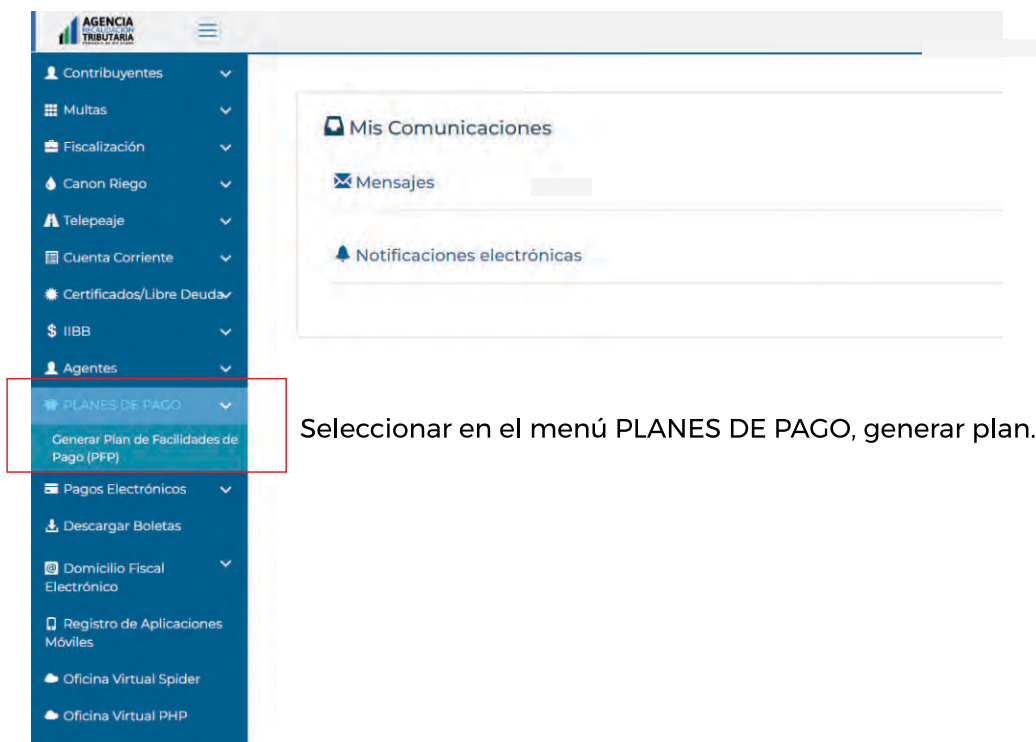 AGENCIA
RECAUDACIÓN
TRIBUTARIA
Contribuyentes
Multas
Fiscalización
Canon Riego
Telepeaje
Cuenta Corriente
Certificados/Libre Deuda
$ IIBB
Agentes
PLANES DE PAGO
Generar Plan de Facilidades de
Pago (PFP)
Pagos Electrónicos
Descargar Boletas
Domicilio Fiscal
Electrónico
Registro de Aplicaciones
Móviles
Oficina Virtual Spider
Oficina Virtual PHP
Mis Comunicaciones
Mensajes
Notificaciones electrónicas
Seleccionar en el menú PLANES DE PAGO, generar plan.